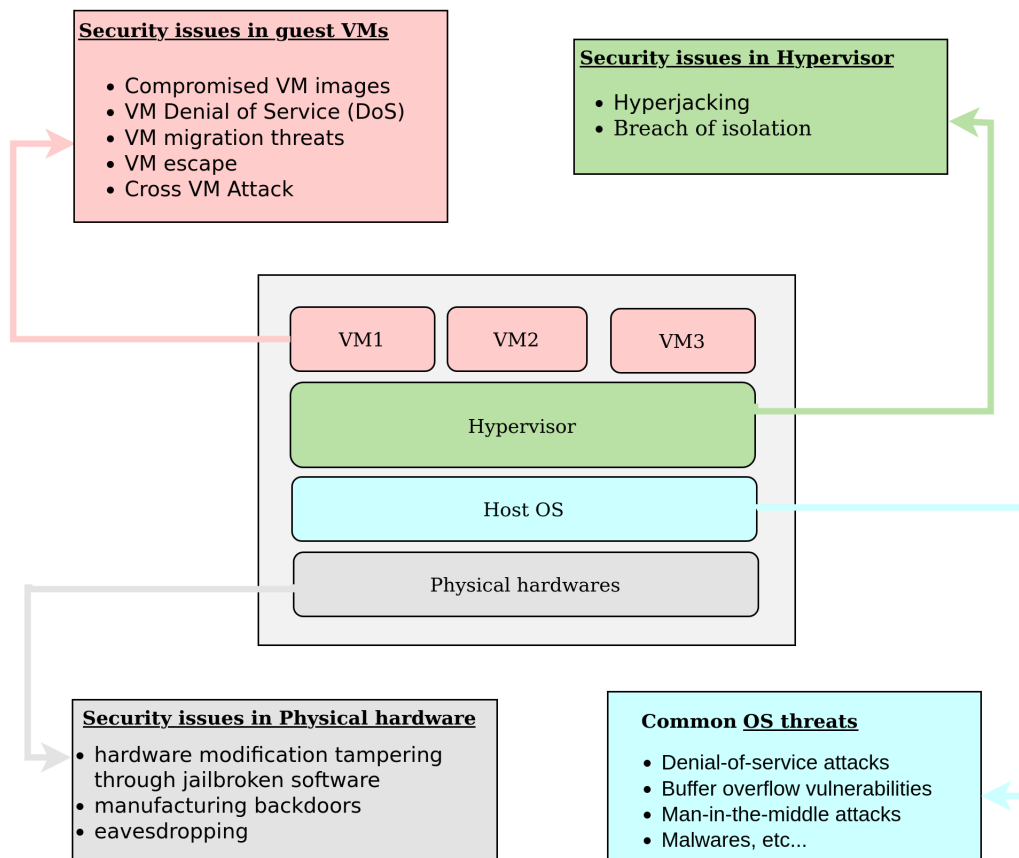 Security issues in guest VMs
• Compromised VM images
• VM Denial of Service (DoS)
• VM migration threats
• VM escape
• Cross VM Attack
Security issues in Hypervisor
• Hyperjacking
• Breach of isolation
VM1
VM2
VM3
Hypervisor
Host OS
Physical hardwares
Security issues in Physical hardware
• hardware modification tampering
through jailbroken software
• manufacturing backdoors
• eavesdropping
Common OS threats
• Denial-of-service attacks
• Buffer overflow vulnerabilities
• Man-in-the-middle attacks
• Malwares, etc...